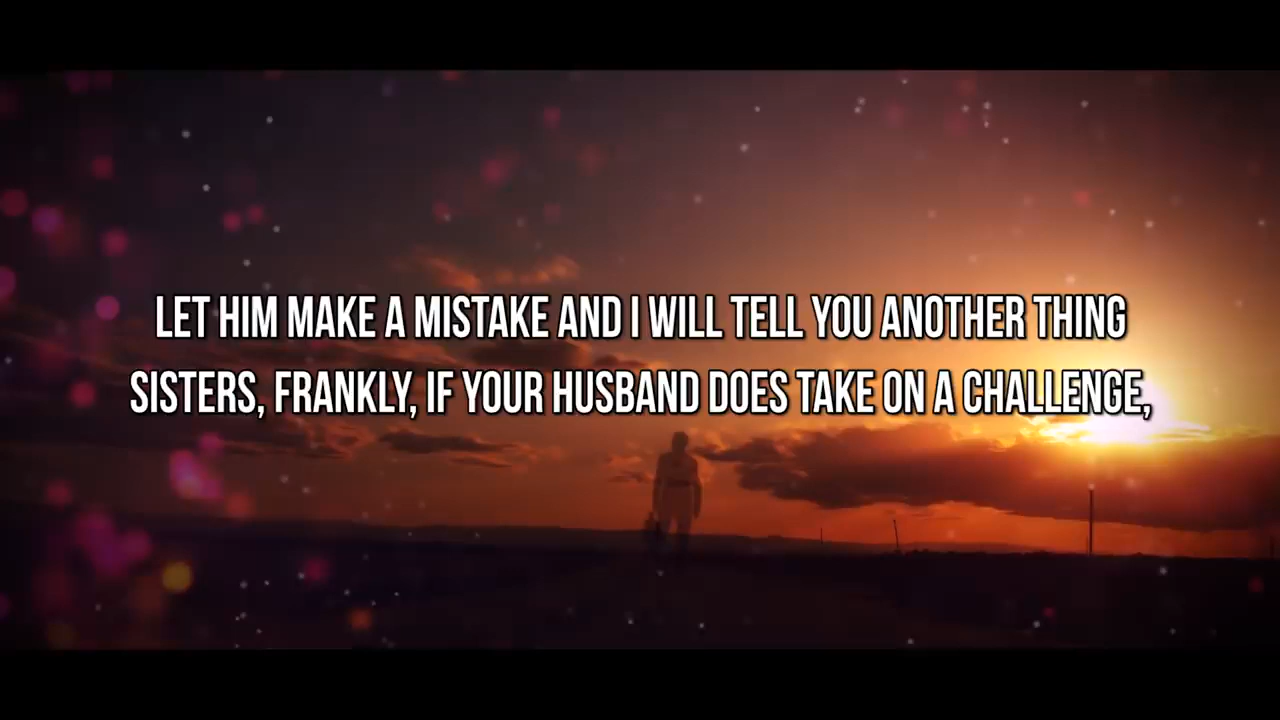 LET HIM MAKE A MISTAKE AND I WILL TELL YOU ANOTHER THING
SISTERS, FRANKLY, IF YOUR HUSBAND DOES TAKE ON A CHALLENGE,